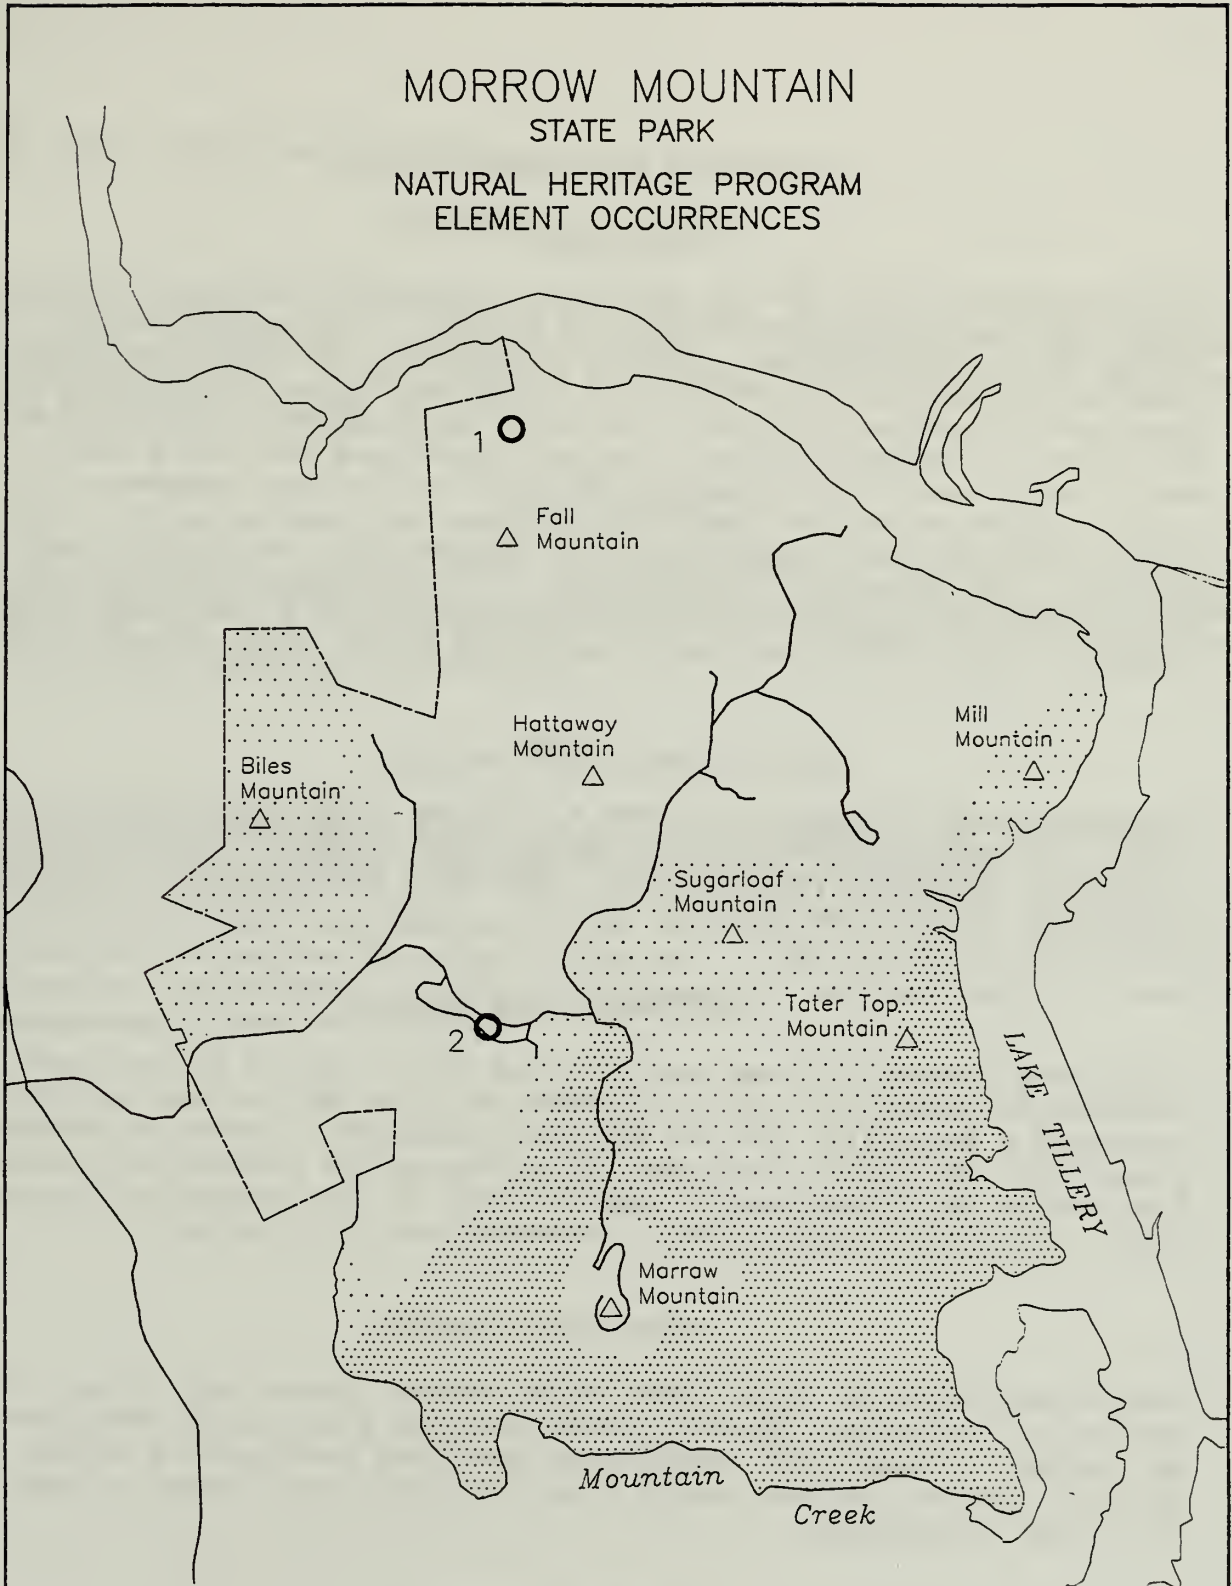 MORROW MOUNTAIN
STATE PARK
NATURAL HERITAGE PROGRAM
ELEMENT OCCURRENCES
1
Fall
Mauntain
Hattaway
Mountain
Mill
Mountain
Biles
Mauntain
Sugarloaf
Mauntain
Tater Top
Mountain
2
LAKE TILLERY
Marraw
Mountain
Mountain
Creek